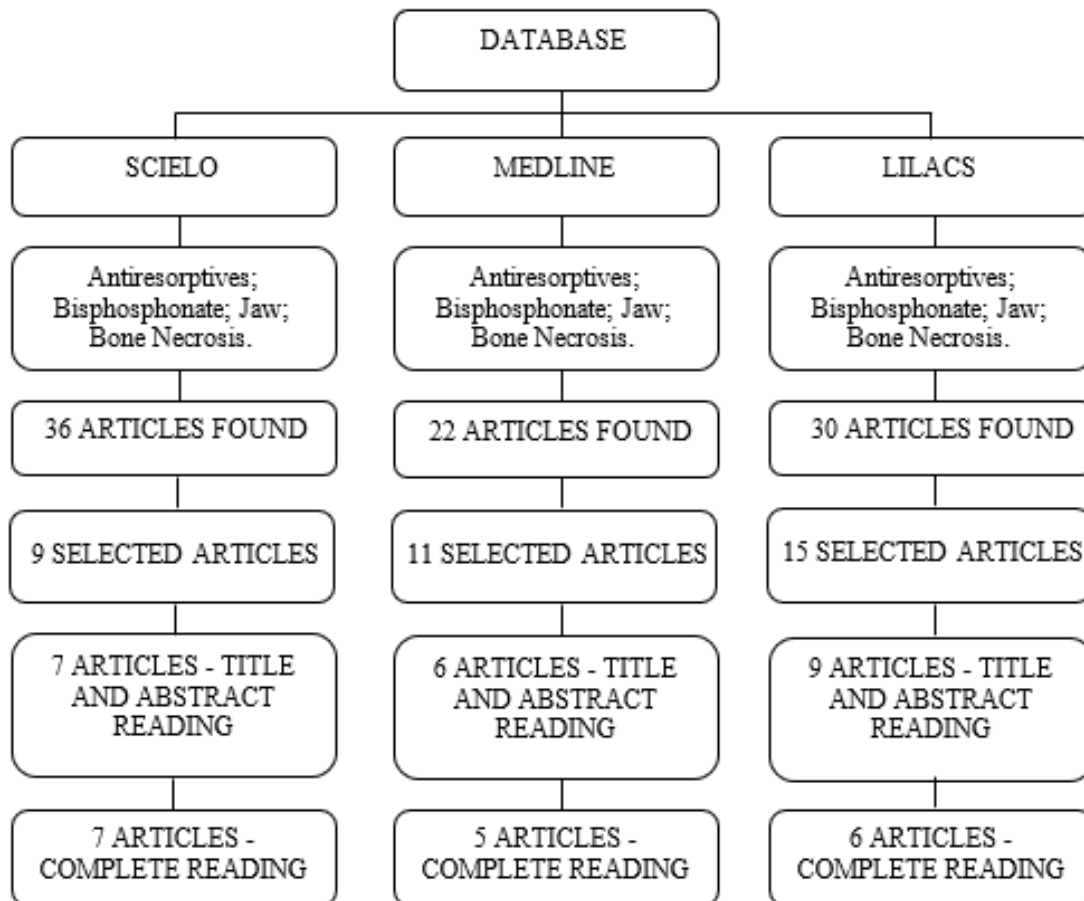 DATABASE
SCIELO
MEDLINE
LILACS
Antiresorptives;
Bisphosphonate; Jaw;
Bone Necrosis.
Antiresorptives;
Bisphosphonate; Jaw;
Bone Necrosis.
Antiresorptives;
Bisphosphonate; Jaw;
Bone Necrosis.
36 ARTICLES FOUND
22 ARTICLES FOUND
30 ARTICLES FOUND
9 SELECTED ARTICLES
11 SELECTED ARTICLES
15 SELECTED ARTICLES
7 ARTICLES - TITLE
AND ABSTRACT
READING
6 ARTICLES - TITLE
AND ABSTRACT
READING
9 ARTICLES - TITLE
AND ABSTRACT
READING
7 ARTICLES -
COMPLETE READING
5 ARTICLES -
COMPLETE READING
6 ARTICLES -
COMPLETE READING